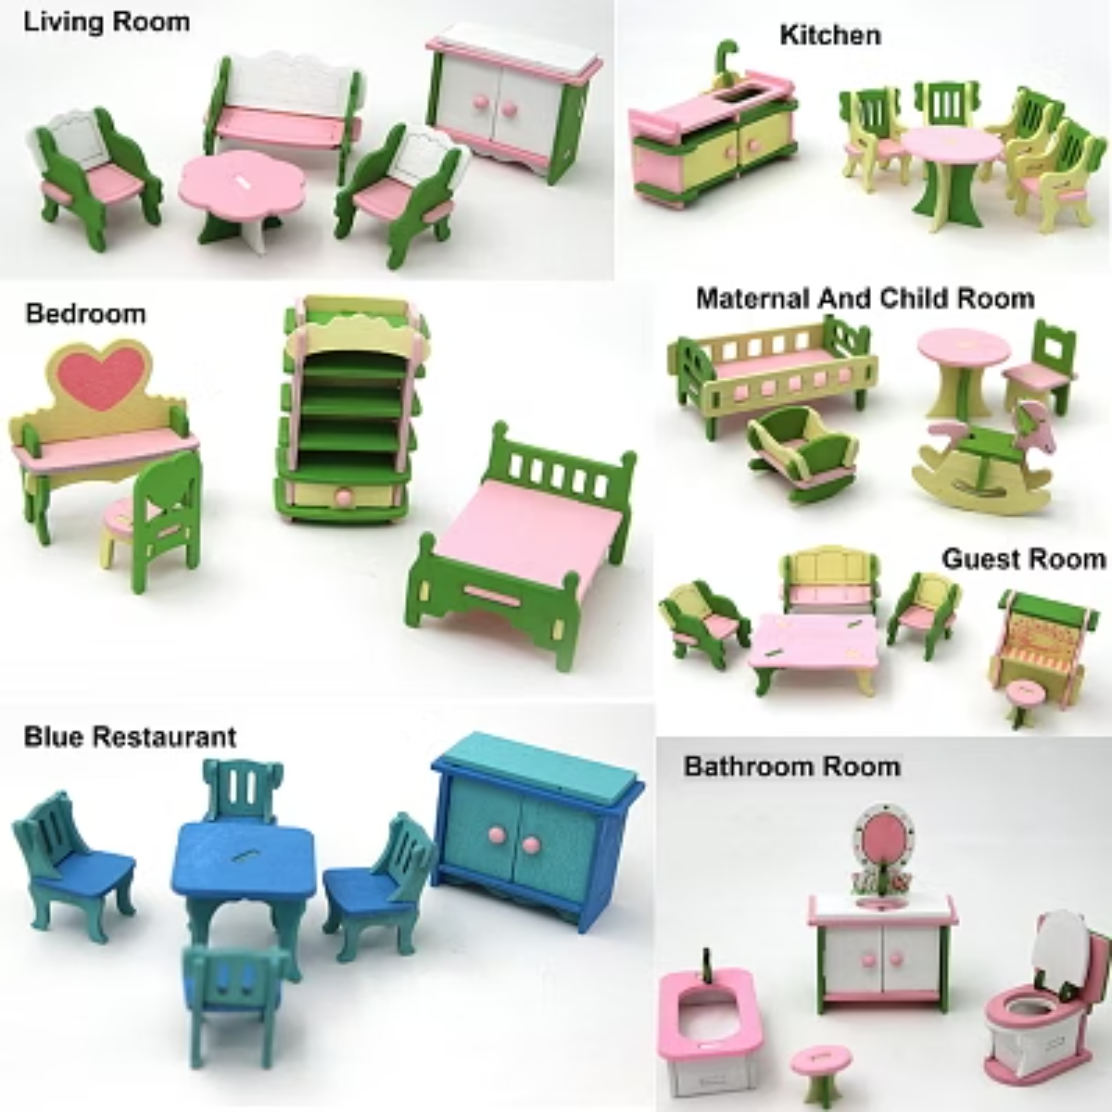 Living Room
Kitchen
Bedroom
Maternal And Child Room
Guest Room
Blue Restaurant
Bathroom Room